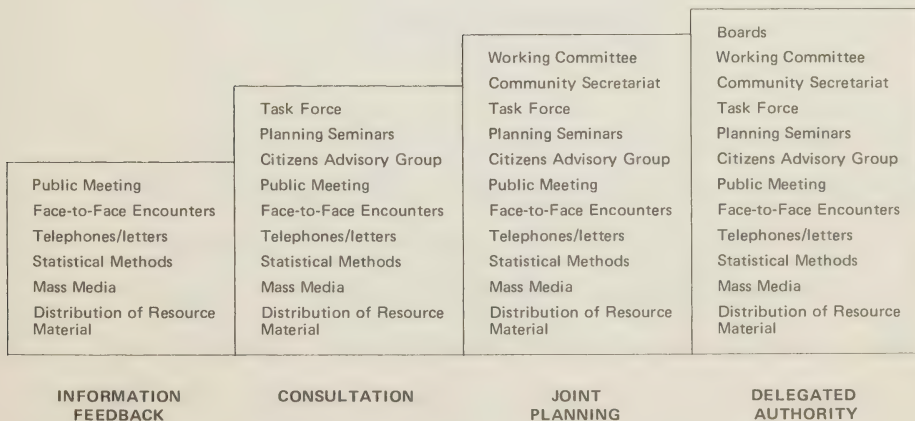 Public Meeting
Face-to-Face Encounters
Telephones/letters
Statistical Methods
Mass Media
Distribution of Resource
Material
INFORMATION
FEEDBACK
Task Force
Planning Seminars
Citizens Advisory Group
Public Meeting
Face-to-Face Encounters
Telephones/letters
Statistical Methods
Mass Media
Distribution of Resource
Material
CONSULTATION
Working Committee
Community Secretariat
Task Force
Planning Seminars
Citizens Advisory Group
Public Meeting
Face-to-Face Encounters
Telephones/letters
Statistical Methods
Mass Media
Distribution of Resource
Material
JOINT
PLANNING
Boards
Working Committee
Community Secretariat
Task Force
Planning Seminars
Citizens Advisory Group
Public Meeting
Face-to-Face Encounters
Telephones/letters
Statistical Methods
Mass Media
Distribution of Resource
Material
DELEGATED
AUTHORITY